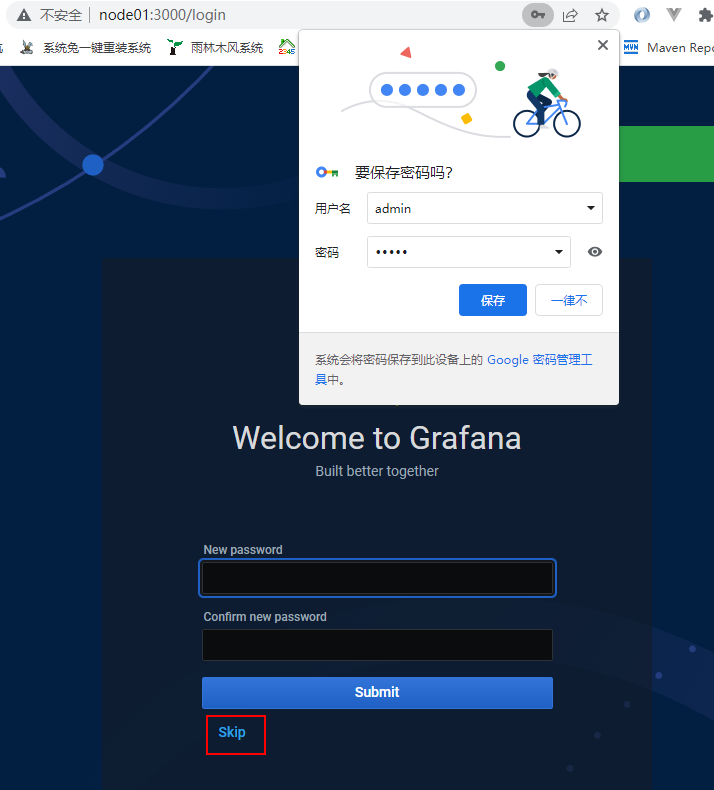 不安全 node01:3000/login
系统免一键重装系统 雨林木风系统 2345 MVN Maven Repo
要保存密码吗?
用户名 admin
密码 •••••
保存 一律不
系统会将密码保存到此设备上的 Google 密码管理工
具中。
Welcome to Grafana
Built better together
New password
Confirm new password
Submit
Skip